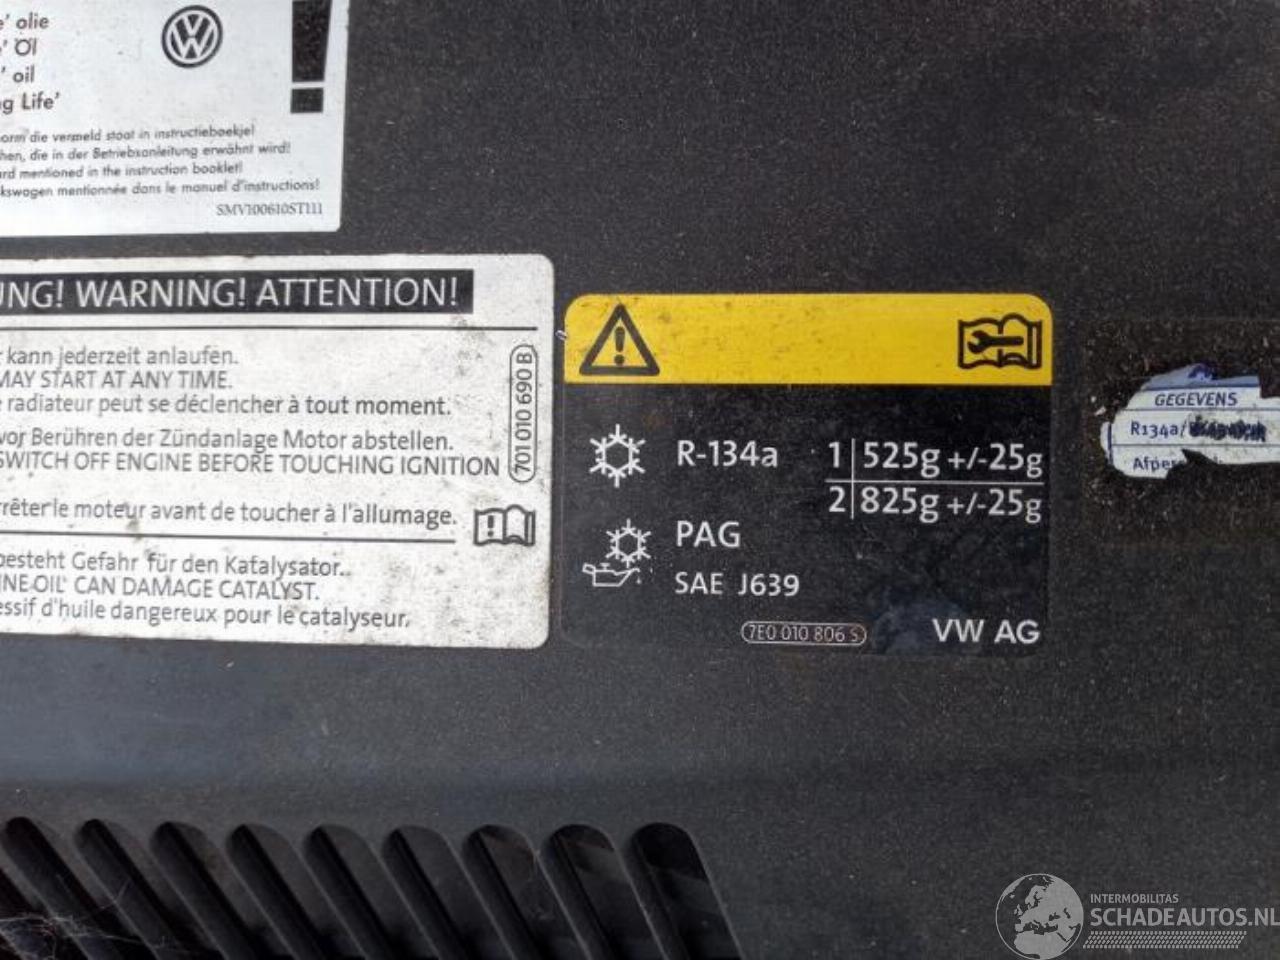 ' olie
' Öl
' oil
g Life'
orm die vermeld staat in instructieboekje!
hen, die in der Betriebsanleitung erwähnt wird!
rd mentioned in the instruction booklet!
kswagen mentionnée dans le manuel d'instructions!
SMV100610ST111
UNG! WARNING! ATTENTION!
kann jederzeit anlaufen.
MAY START AT ANY TIME.
radiateur peut se déclencher à tout moment.
vor Berühren der Zündanlage Motor abstellen.
SWITCH OFF ENGINE BEFORE TOUCHING IGNITION
rrêter le moteur avant de toucher à l'allumage.
besteht Gefahr für den Katalysator..
NE OIL CAN DAMAGE CATALYST.
essif d'huile dangereux pour le catalyseur.
701 010 690 B
R-134a 1 525g +/-25g
2 825g +/-25g
PAG
SAE J639
7E0 010 806 S
VW AG
GEGEVENS
R134a/
Afpe
INTERMOBILITAS
SCHADEAUTOS.NL